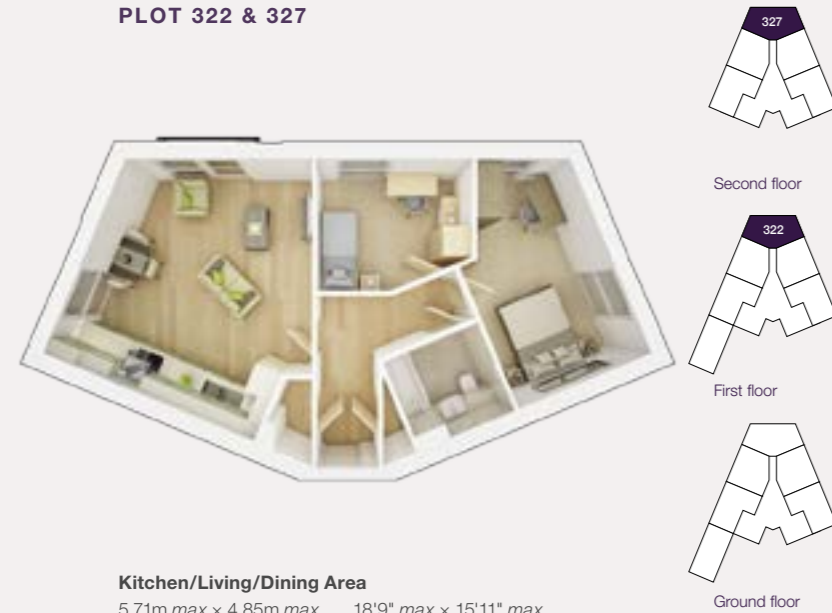 PLOT 322 & 327
327
Second floor
322
First floor
Ground floor
Kitchen/Living/Dining Area
5.71m max × 4.85m max 18'9" max × 15'11" max